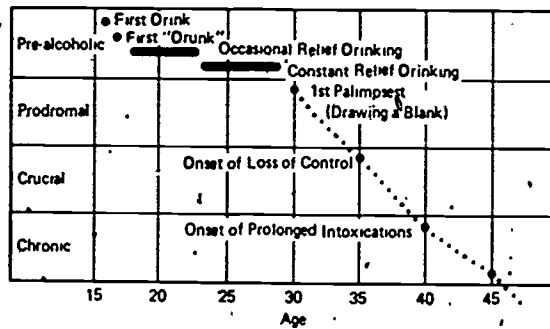 First Drink
First "Drunk"
Pre-alcoholic
Occasional Relief Drinking
Constant Relief Drinking
1st Palimpsest
(Drawing a Blank)
Prodromal
Onset of Loss of Control
Crucral
Onset of Prolonged Intoxications
Chronic
15 20 25 30 35 40 45
Age